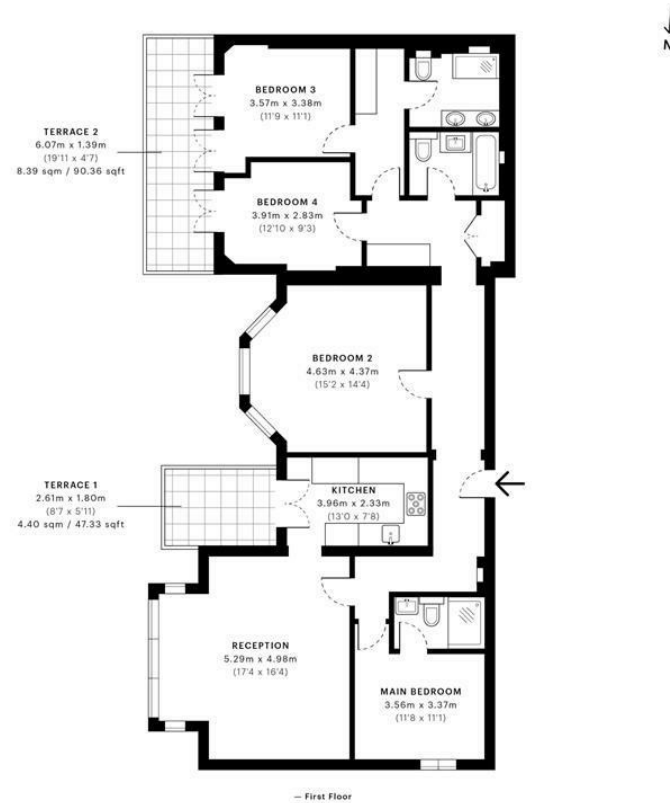 N
BEDROOM 3
3.57m x 3.38m
(11'9 x 11'1)
TERRACE 2
6.07m x 1.39m
(19'11 x 4'7)
8.39 sqm / 90.36 sqft
BEDROOM 4
3.91m x 2.83m
(12'10 x 9'3)
BEDROOM 2
4.63m x 4.37m
(15'2 x 14'4)
TERRACE 1
2.61m x 1.80m
(8'7 x 5'11)
4.40 sqm / 47.33 sqft
KITCHEN
3.96m x 2.33m
(13'0 x 7'8)
RECEPTION
5.29m x 4.98m
(17'4 x 16'4)
MAIN BEDROOM
3.56m x 3.37m
(11'8 x 11'1)
— First Floor